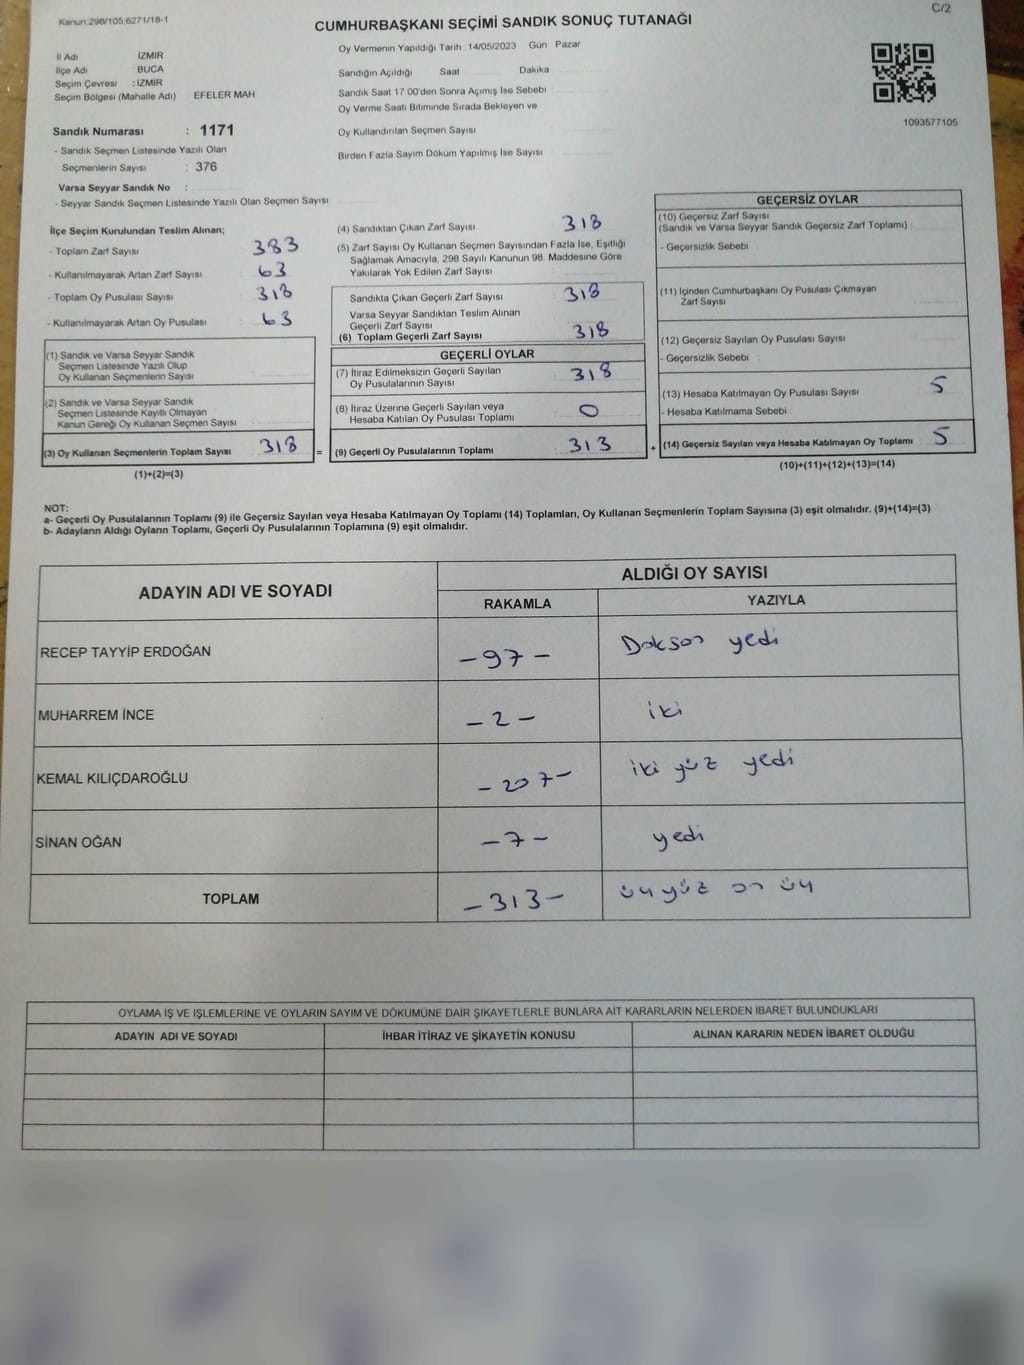 Kanun 298/105,6271/18-1
C/2
CUMHURBAŞKANI SEÇİMİ SANDIK SONUÇ TUTANAĞI
İl Adı İZMİR
İlçe Adı BUCA
Seçim Çevresi : İZMİR
Seçim Bölgesi (Mahalle Adı) EFELER MAH
Sandık Numarası : 1171
- Sandık Seçmen Listesinde Yazılı Olan
Seçmenlerin Sayısı : 376
Varsa Seyyar Sandık No :
- Seyyar Sandık Seçmen Listesinde Yazılı Olan Seçmen Sayısı
Oy Vermenin Yapıldığı Tarih 14/05/2023 Gün Pazar
Sandığın Açıldığı Saat Dakika
Sandık Saat 17 00'den Sonra Açımış İse Sebebi
Oy Verme Saati Bitiminde Sırada Bekleyen ve
Oy Kullandırılan Seçmen Sayısı
Birden Fazla Sayım Döküm Yapılmış İse Sayısı
1093577105
İlçe Seçim Kurulundan Teslim Alınan;
- Toplam Zarf Sayısı 383
- Kullanılmayarak Artan Zarf Sayısı 63
- Toplam Oy Pusulası Sayısı 318
- Kullanılmayarak Artan Oy Pusulası 63
(1) Sandık ve Varsa Seyyar Sandık
Seçmen Listesinde Yazılı Olup
Oy Kullanan Seçmenlerin Sayısı
(2) Sandık ve Varsa Seyyar Sandık
Seçmen Listesinde Kayıtlı Olmayan
Kanun Gereği Oy Kullanan Seçmen Sayısı
(3) Oy Kullanan Seçmenlerin Toplam Sayısı 318
(1)+(2)=(3)
(4) Sandıktan Çıkan Zarf Sayısı 318
(5) Zarf Sayısı Oy Kullanan Seçmen Sayısından Fazla İse, Eşitliği
Sağlamak Amacıyla, 298 Sayılı Kanunun 98. Maddesine Göre
Yakılarak Yok Edilen Zarf Sayısı
Sandıkta Çıkan Geçerli Zarf Sayısı 318
Varsa Seyyar Sandıktan Teslim Alınan
Geçerli Zarf Sayısı
(6) Toplam Geçerli Zarf Sayısı 318
GEÇERLİ OYLAR
(7) İtiraz Edilmeksizin Geçerli Sayılan
Oy Pusulalarının Sayısı 318
(8) İtiraz Üzerine Geçerli Sayılan veya
Hesaba Katılan Oy Pusulası Toplamı 0
= (9) Geçerli Oy Pusulalarının Toplamı 313
GEÇERSİZ OYLAR
(10) Geçersiz Zarf Sayısı
(Sandık ve Varsa Seyyar Sandık Geçersiz Zarf Toplamı)
- Geçersizlik Sebebi
(11) İçinden Cumhurbaşkanı Oy Pusulası Çıkmayan
Zarf Sayısı
(12) Geçersiz Sayılan Oy Pusulası Sayısı
- Geçersizlik Sebebi
(13) Hesaba Katılmayan Oy Pusulası Sayısı 5
- Hesaba Katılmama Sebebi
+ (14) Geçersiz Sayılan veya Hesaba Katılmayan Oy Toplamı 5
(10)+(11)+(12)+(13)=(14)
NOT:
a- Geçerli Oy Pusulalarının Toplamı (9) ile Geçersiz Sayılan veya Hesaba Katılmayan Oy Toplamı (14) Toplamları, Oy Kullanan Seçmenlerin Toplam Sayısına (3) eşit olmalıdır. (9)+(14)=(3)
b- Adayların Aldığı Oyların Toplamı, Geçerli Oy Pusulalarının Toplamına (9) eşit olmalıdır.
ADAYIN ADI VE SOYADI ALDIĞI OY SAYISI
RAKAMLA YAZIYLA
RECEP TAYYİP ERDOĞAN - 97 - Doksan yedi
MUHARREM İNCE - 2 - iki
KEMAL KILIÇDAROĞLU - 207 - iki yüz yedi
SİNAN OĞAN - 7 - yedi
TOPLAM - 313 - üç yüz on üç
OYLAMA İŞ VE İŞLEMLERİNE VE OYLARIN SAYIM VE DÖKÜMÜNE DAİR ŞİKAYETLERLE BUNLARA AİT KARARLARIN NELERDEN İBARET BULUNDUKLARI
ADAYIN ADI VE SOYADI İHBAR İTİRAZ VE ŞİKAYETİN KONUSU ALINAN KARARIN NEDEN İBARET OLDUĞU